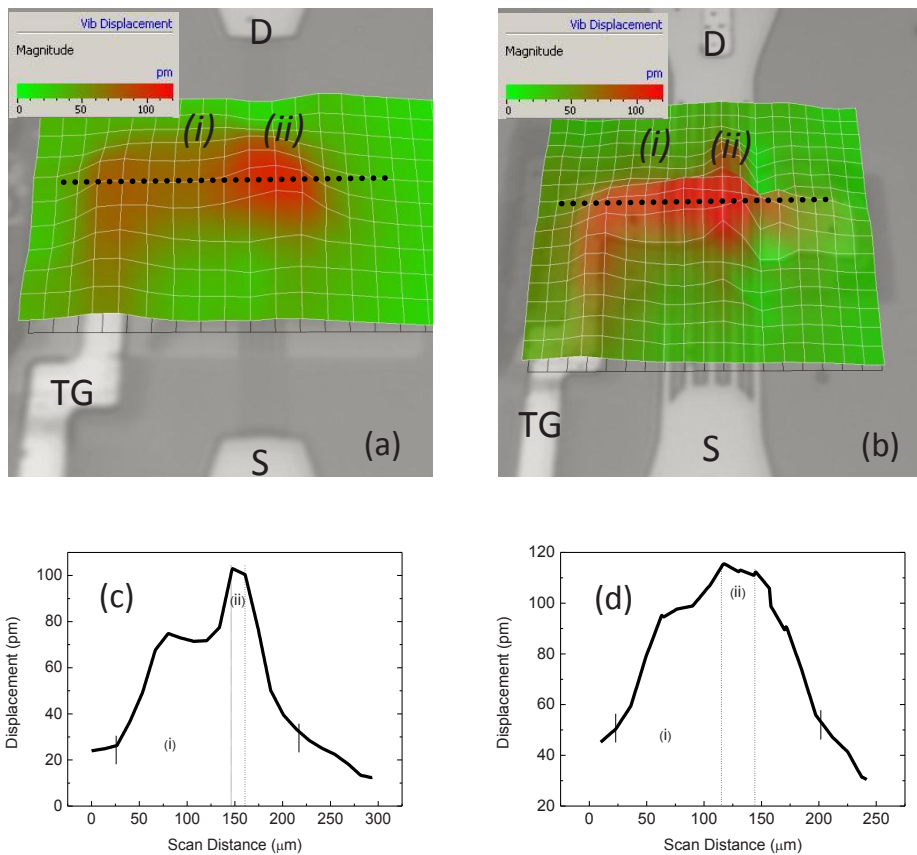 Vib Displacement
Magnitude
pm
0 50 100
D
(i) (ii)
TG
S
(a)
Vib Displacement
Magnitude
pm
0 50 100
D
(i) (ii)
TG
S
(b)
(c)
(ii)
(i)
100
80
60
40
20
0
Displacement (pm)
0 50 100 150 200 250 300
Scan Distance (μm)
(d)
(ii)
(i)
120
100
80
60
40
20
Displacement (pm)
0 50 100 150 200 250
Scan Distance (μm)